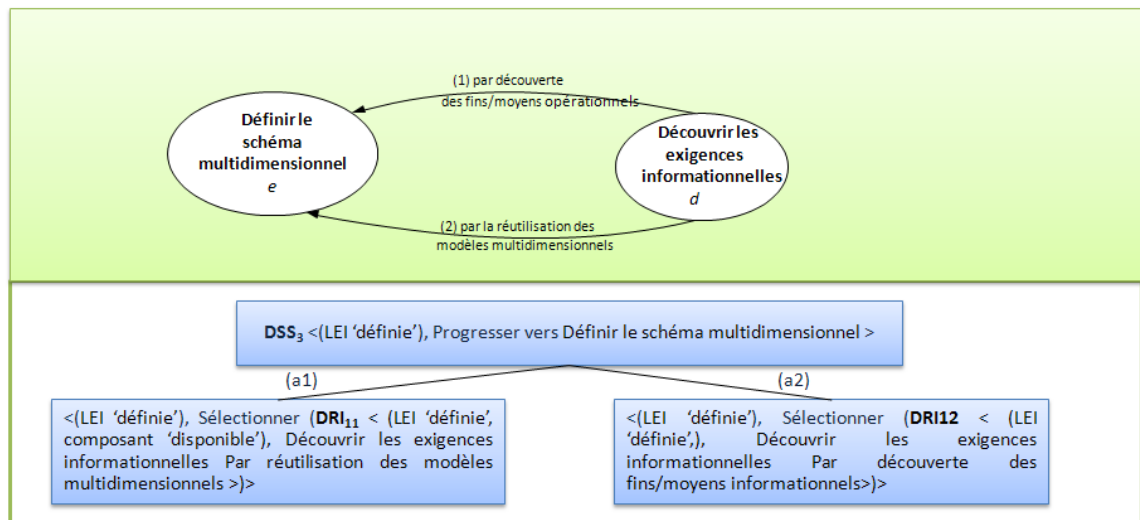 (1) par découverte
des fins/moyens opérationnels
Définir le
schéma
multidimensionnel
e
Découvrir les
exigences
informationnelles
d
(2) par la réutilisation des
modèles multidimensionnels
DSS₃ <(LEI ‘définie’), Progresser vers Définir le schéma multidimensionnel >
(a1)
(a2)
<(LEI ‘définie’), Sélectionner (DRI₁₁ < (LEI ‘définie’,
composant ‘disponible’), Découvrir les exigences
informationnelles Par réutilisation des modèles
multidimensionnels >)>
<(LEI ‘définie’), Sélectionner (DRI12 < (LEI
‘définie’,), Découvrir les exigences
informationnelles Par découverte des
fins/moyens informationnels>)>